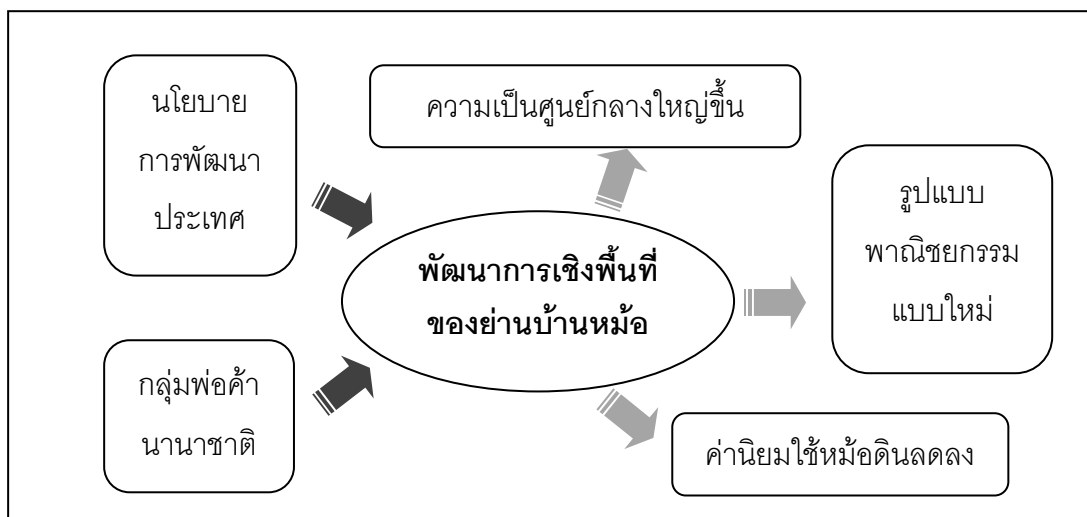 นโยบาย
การพัฒนา
ประเทศ
ความเป็นศูนย์กลางใหญ่ขึ้น
รูปแบบ
พาณิชยกรรม
แบบใหม่
พัฒนาการเชิงพื้นที่
ของย่านบ้านหม้อ
กลุ่มพ่อค้า
นานาชาติ
ค่านิยมใช้หม้อดินลดลง